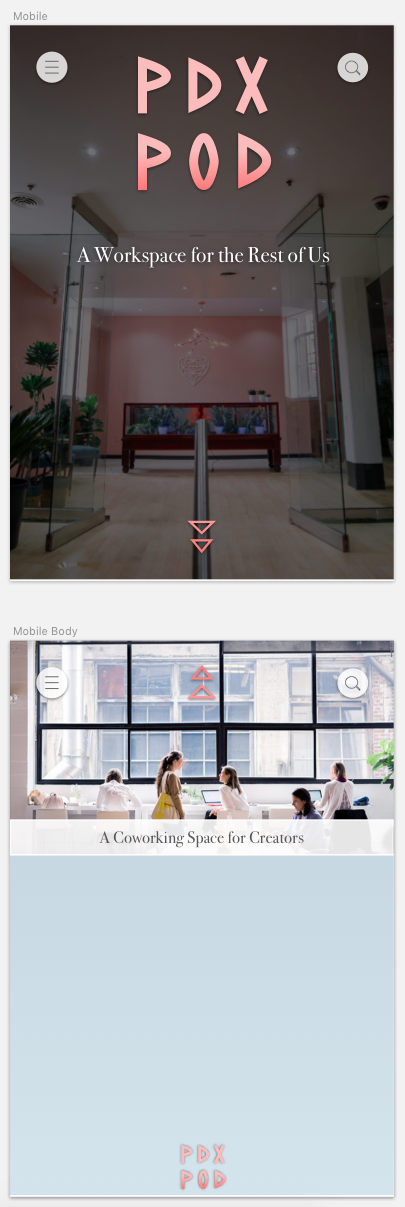 Mobile
PDX
POD
A Workspace for the Rest of Us
Mobile Body
A Coworking Space for Creators
PDX
POD